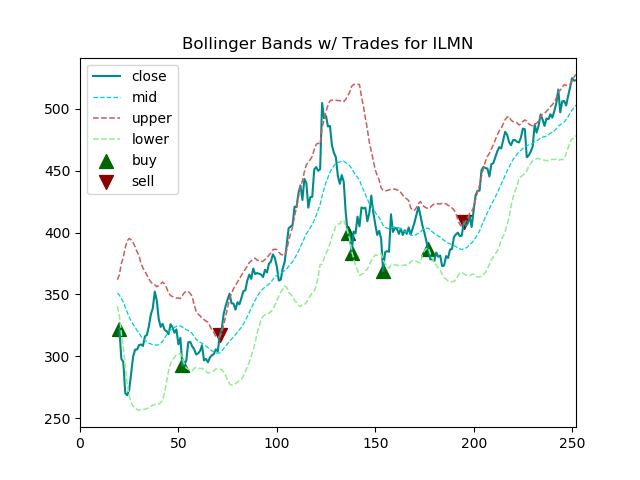 Bollinger Bands w/ Trades for ILMN
close
mid
upper
lower
buy
sell
500
450
400
350
300
250
0 50 100 150 200 250